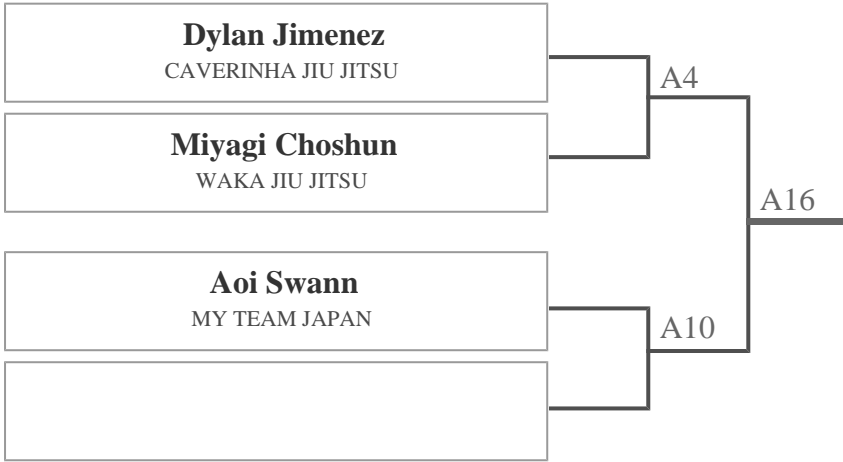 Dylan Jimenez
CAVERINHA JIU JITSU
A4
Miyagi Choshun
WAKA JIU JITSU
A16
Aoi Swann
MY TEAM JAPAN
A10